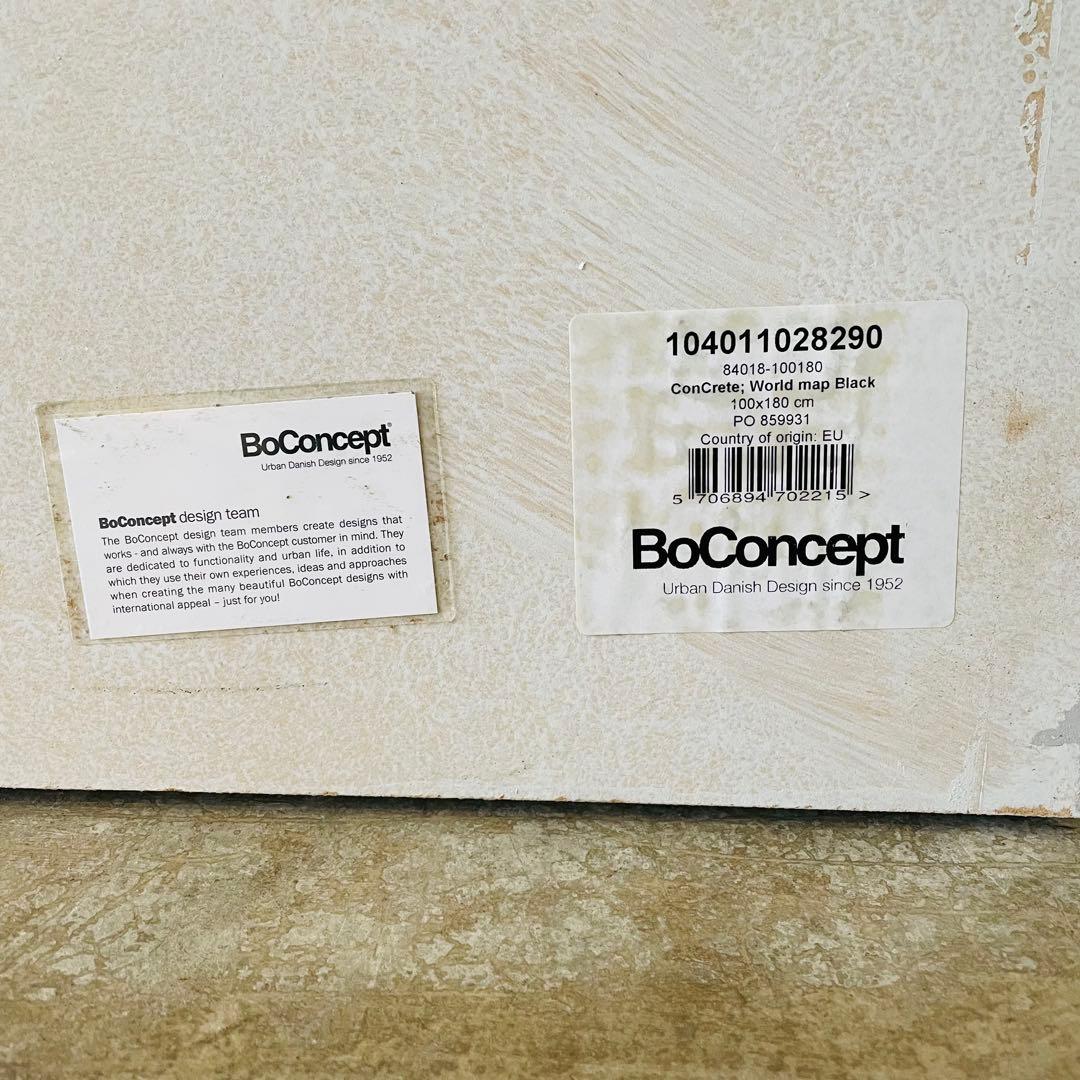 BoConcept®
Urban Danish Design since 1952
BoConcept design team
The BoConcept design team members create designs that
works - and always with the BoConcept customer in mind. They
are dedicated to functionality and urban life, in addition to
which they use their own experiences, ideas and approaches
when creating the many beautiful BoConcept designs with
international appeal – just for you!
104011028290
84018-100180
ConCrete; World map Black
100x180 cm
PO 859931
Country of origin: EU
5 706894 702215 >
BoConcept
Urban Danish Design since 1952